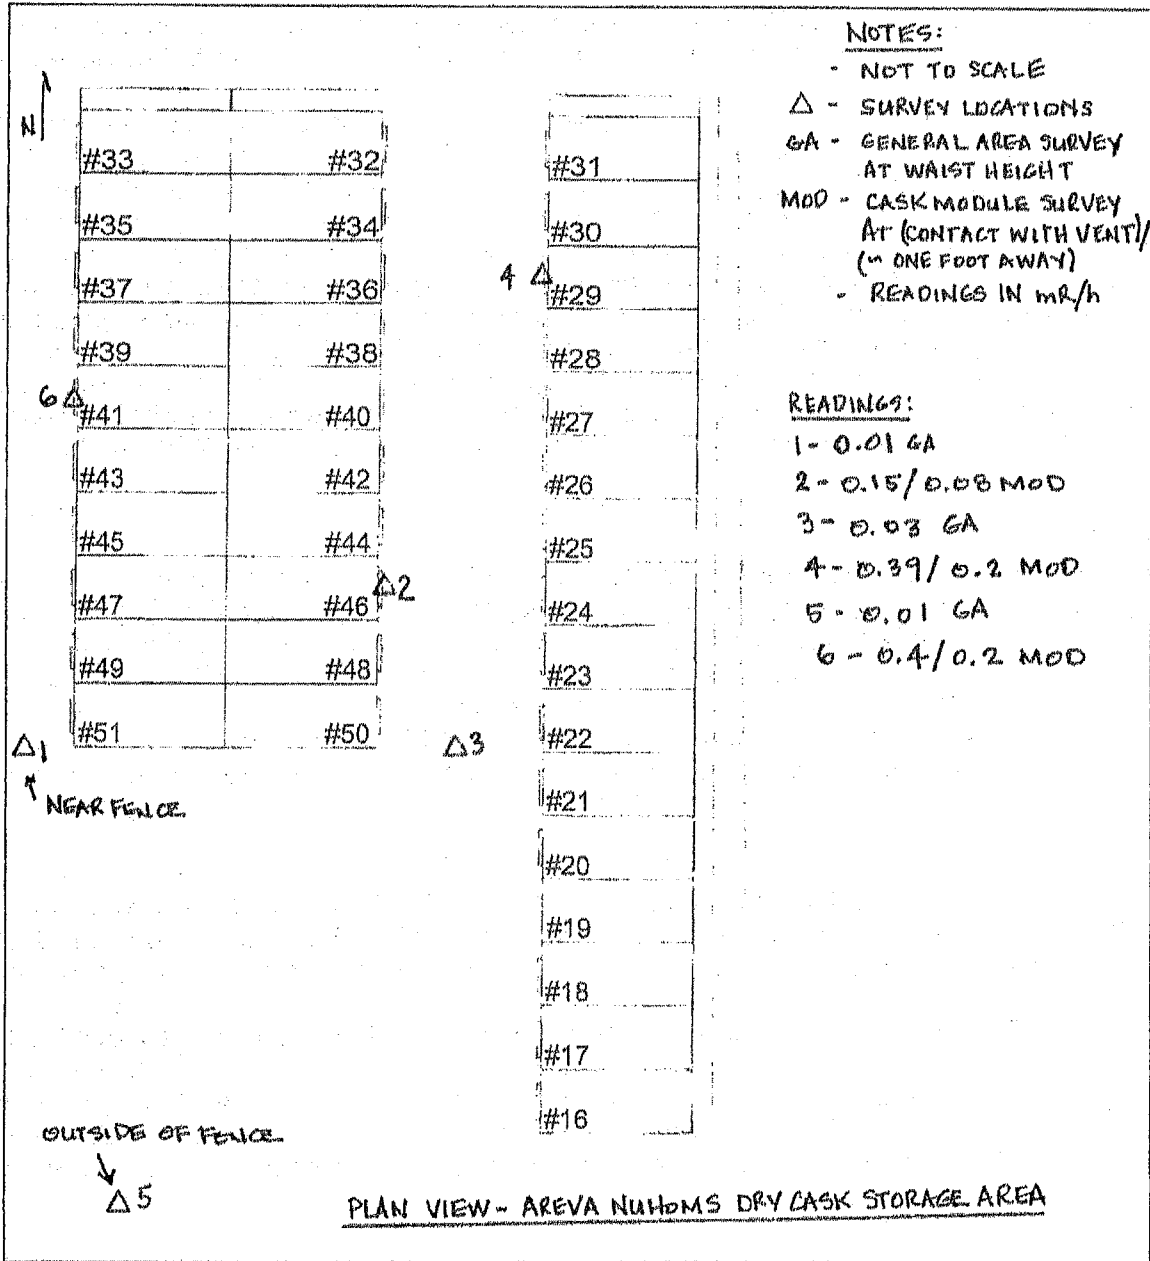 NOTES:
- NOT TO SCALE
△ - SURVEY LOCATIONS
GA - GENERAL AREA SURVEY
AT WAIST HEIGHT
MOD - CASK MODULE SURVEY
AT (CONTACT WITH VENT)/
(~ ONE FOOT AWAY)
- READINGS IN mR/h
N
#33 #32
#35 #34
#37 #36
#39 #38
6 △
#41 #40
#43 #42
#45 #44
#47 #46
△2
#49 #48
#51 #50
△1
NEAR FENCE
#31
#30
4 △
#29
#28
#27
#26
#25
#24
#23
#22
△3
#21
#20
#19
#18
#17
#16
READINGS:
1- 0.01 GA
2- 0.15/0.08 MOD
3- 0.03 GA
4- 0.39/0.2 MOD
5- 0.01 GA
6- 0.4/0.2 MOD
OUTSIDE OF FENCE
△5
PLAN VIEW - AREVA NUHOMS DRY CASK STORAGE AREA